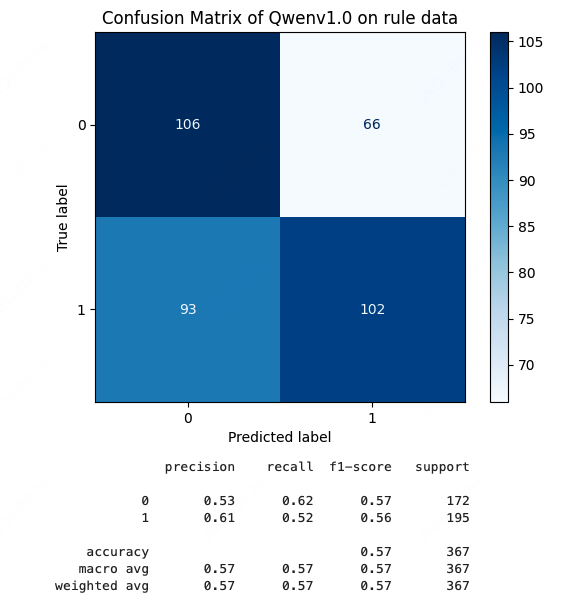 Confusion Matrix of Qwenv1.0 on rule data
105
100
95
90
85
80
75
70
0
106
66
True label
1
93
102
0 1
Predicted label
precision recall f1-score support
0 0.53 0.62 0.57 172
1 0.61 0.52 0.56 195
accuracy 0.57 367
macro avg 0.57 0.57 0.57 367
weighted avg 0.57 0.57 0.57 367